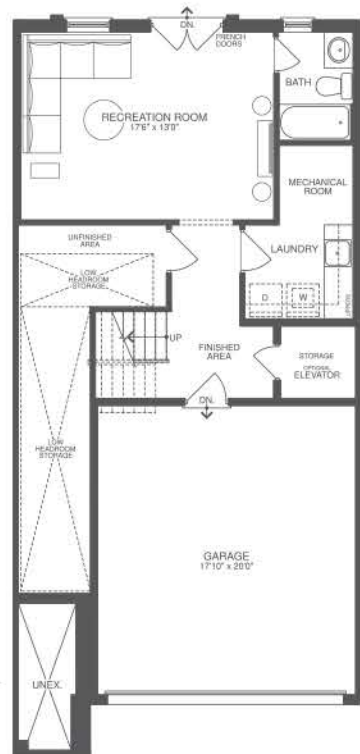 DN.
FRENCH
DOORS
BATH
RECREATION ROOM
17'6" x 13'0"
MECHANICAL
ROOM
UNFINISHED
AREA
LAUNDRY
LOW
HEADROOM
STORAGE
D
W
UP
FINISHED
AREA
STORAGE
OPTIONAL
ELEVATOR
DN.
LOW
HEADROOM
STORAGE
GARAGE
17'10" x 20'0"
UNEX.